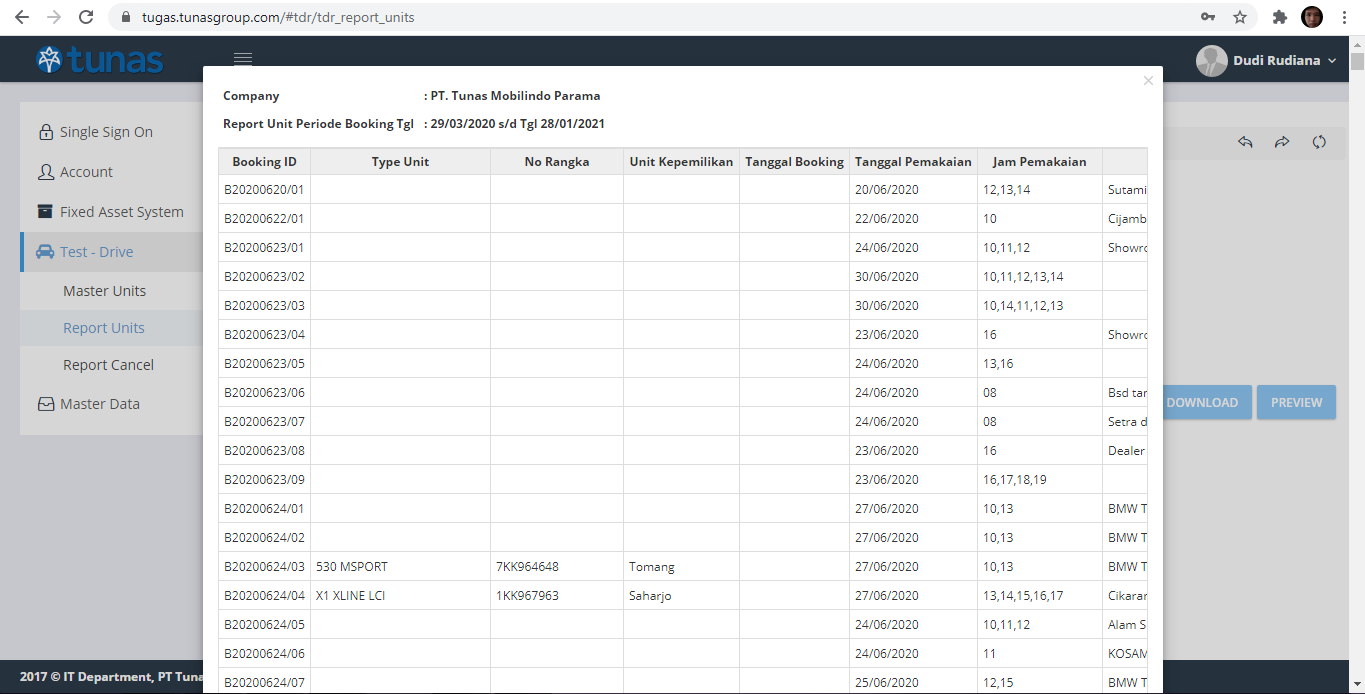 tugas.tunasgroup.com/#tdr/tdr_report_units
tunas
Dudi Rudiana
Single Sign On
Account
Fixed Asset System
Test - Drive
Master Units
Report Units
Report Cancel
Master Data
Company : PT. Tunas Mobilindo Parama
Report Unit Periode Booking Tgl : 29/03/2020 s/d Tgl 28/01/2021
Booking ID Type Unit No Rangka Unit Kepemilikan Tanggal Booking Tanggal Pemakaian Jam Pemakaian
B20200620/01 20/06/2020 12,13,14 Sutami
B20200622/01 22/06/2020 10 Cijamb
B20200623/01 24/06/2020 10,11,12 Showro
B20200623/02 30/06/2020 10,11,12,13,14
B20200623/03 30/06/2020 10,14,11,12,13
B20200623/04 23/06/2020 16 Showro
B20200623/05 24/06/2020 13,16
B20200623/06 24/06/2020 08 Bsd tar
B20200623/07 24/06/2020 08 Setra d
B20200623/08 23/06/2020 16 Dealer
B20200623/09 23/06/2020 16,17,18,19
B20200624/01 27/06/2020 10,13 BMW T
B20200624/02 27/06/2020 10,13 BMW T
B20200624/03 530 MSPORT 7KK964648 Tomang 27/06/2020 10,13 BMW T
B20200624/04 X1 XLINE LCI 1KK967963 Saharjo 27/06/2020 13,14,15,16,17 Cikarar
B20200624/05 24/06/2020 10,11,12 Alam S
B20200624/06 24/06/2020 11 KOSAM
B20200624/07 25/06/2020 12,15 BMW T
DOWNLOAD
PREVIEW
2017 © IT Department, PT Tuna